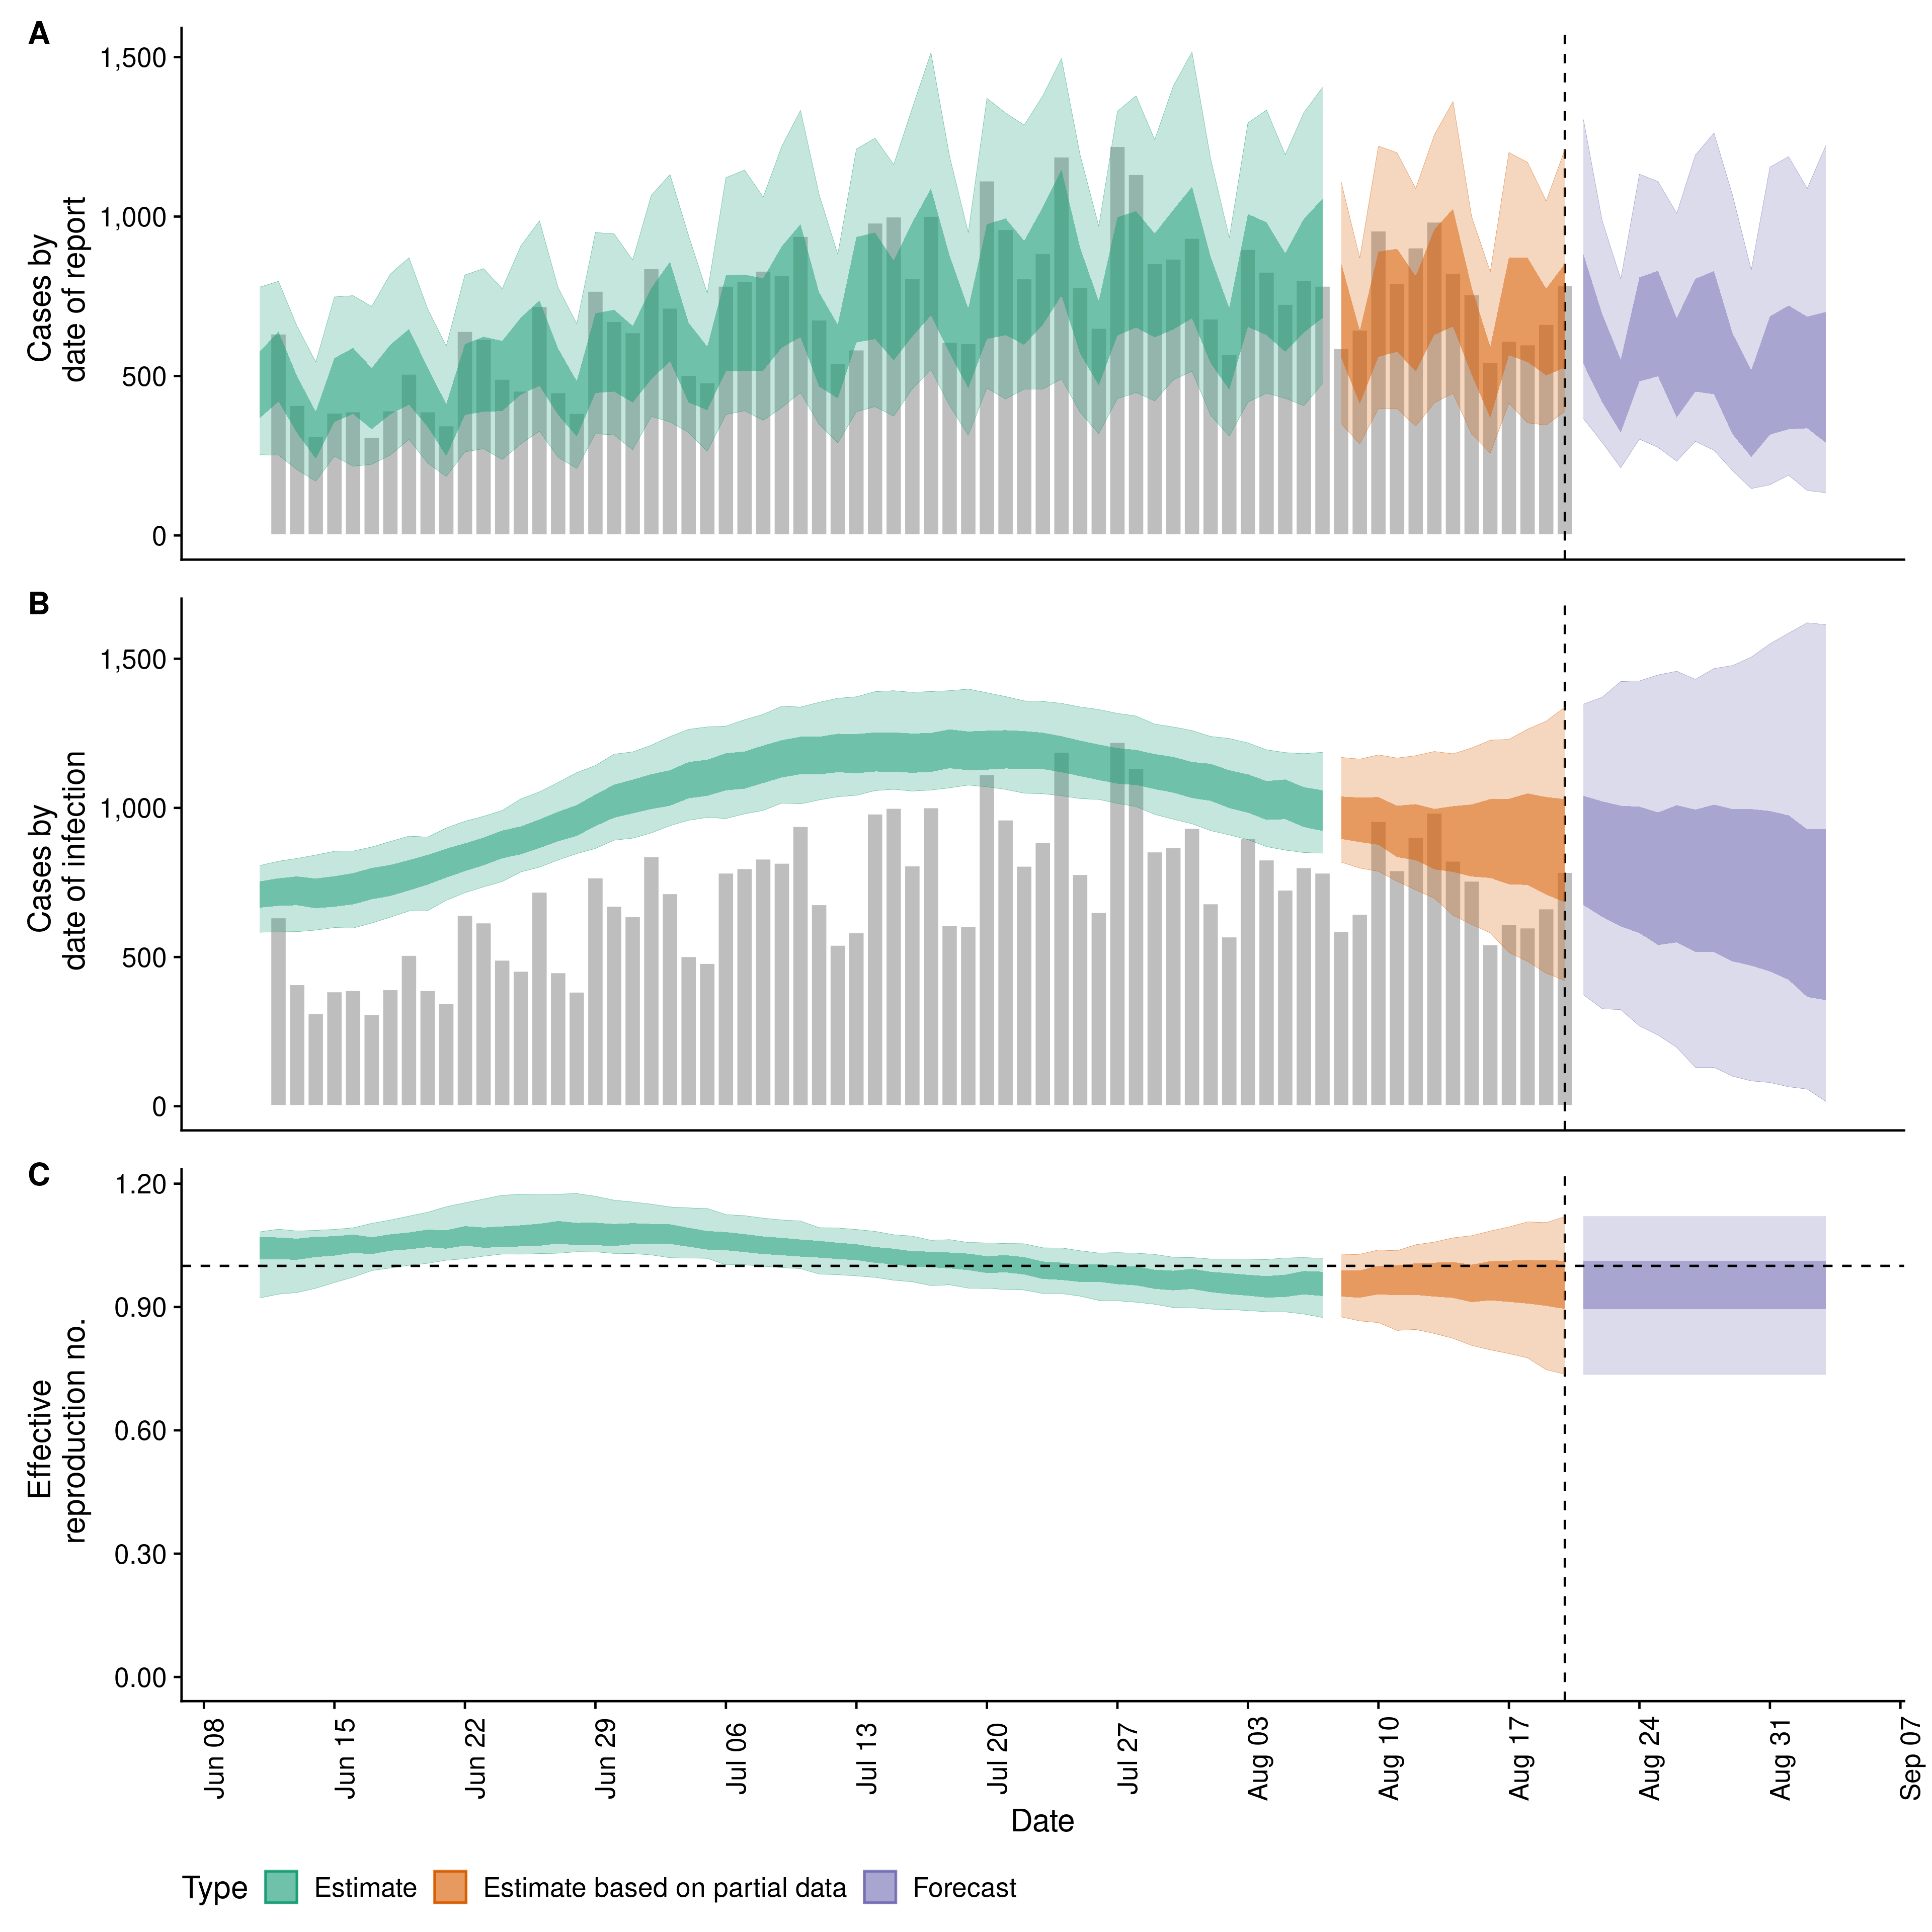 A
1,500
1,000
500
0
Cases by
date of report
B
1,500
1,000
500
0
Cases by
date of infection
C
1.20
0.90
0.60
0.30
0.00
Effective
reproduction no.
Jun 08
Jun 15
Jun 22
Jun 29
Jul 06
Jul 13
Jul 20
Jul 27
Aug 03
Aug 10
Aug 17
Aug 24
Aug 31
Sep 07
Date
Type Estimate Estimate based on partial data Forecast